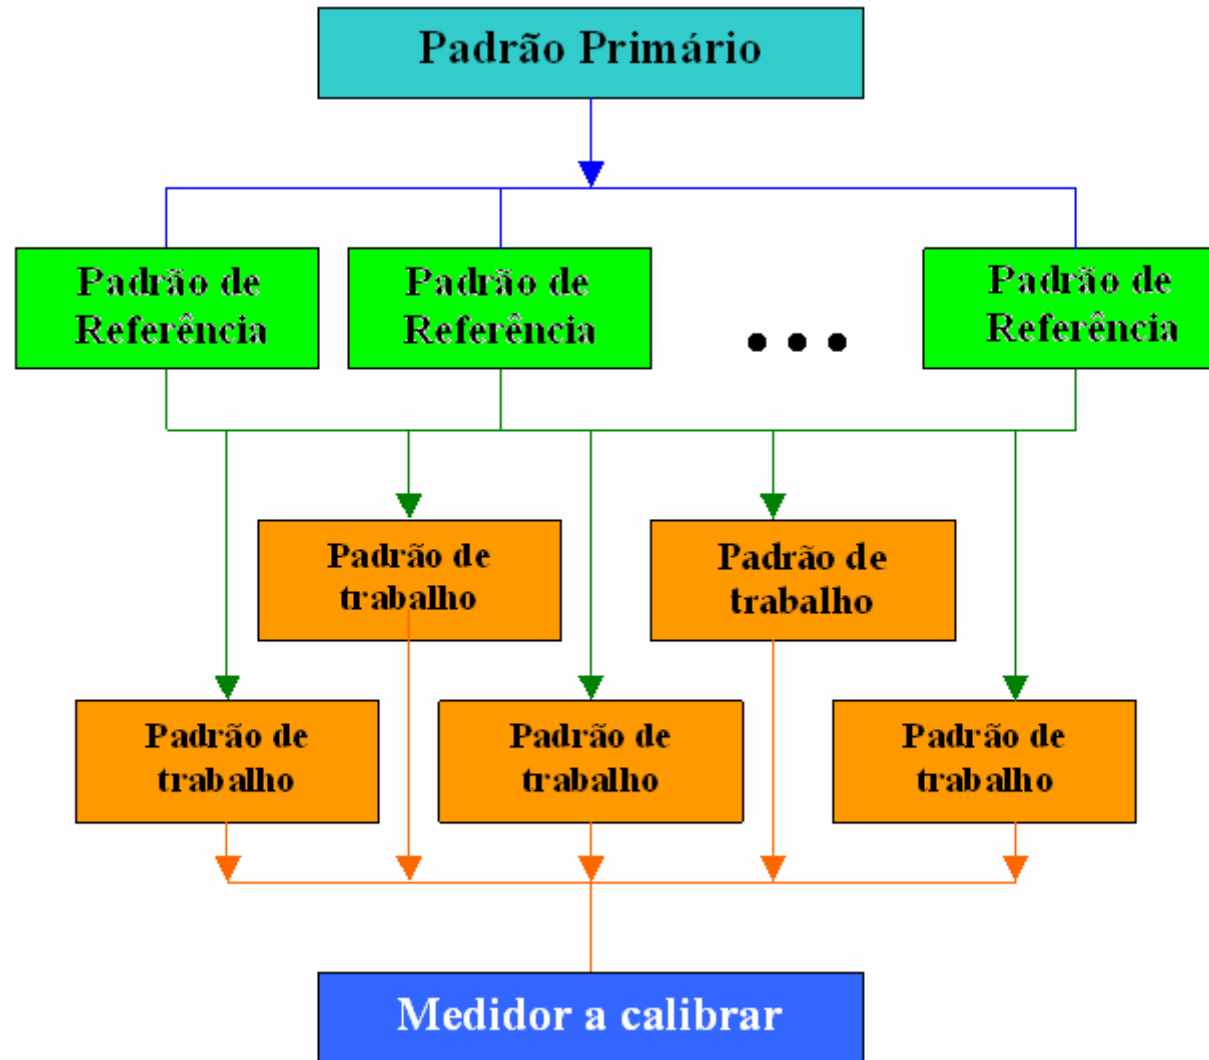 Padrão Primário
Padrão de
Referência
Padrão de
Referência
• • •
Padrão de
Referência
Padrão de
trabalho
Padrão de
trabalho
Padrão de
trabalho
Padrão de
trabalho
Padrão de
trabalho
Medidor a calibrar